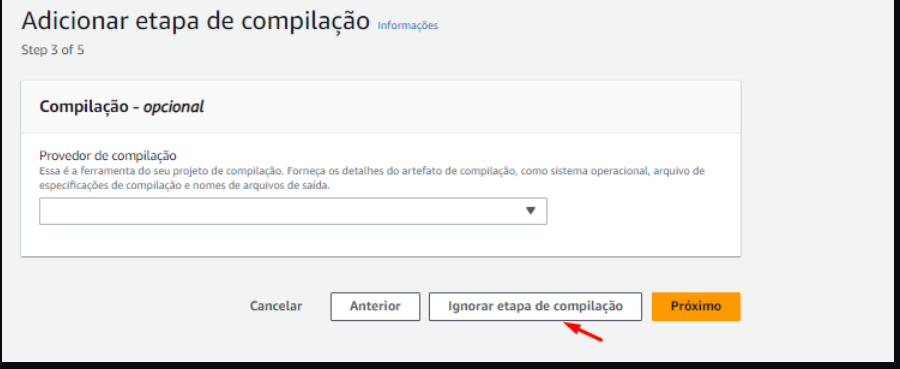 Adicionar etapa de compilação Informações
Step 3 of 5
Compilação - opcional
Provedor de compilação
Essa é a ferramenta do seu projeto de compilação. Forneça os detalhes do artefato de compilação, como sistema operacional, arquivo de
especificações de compilação e nomes de arquivos de saída.
Cancelar Anterior Ignorar etapa de compilação Próximo